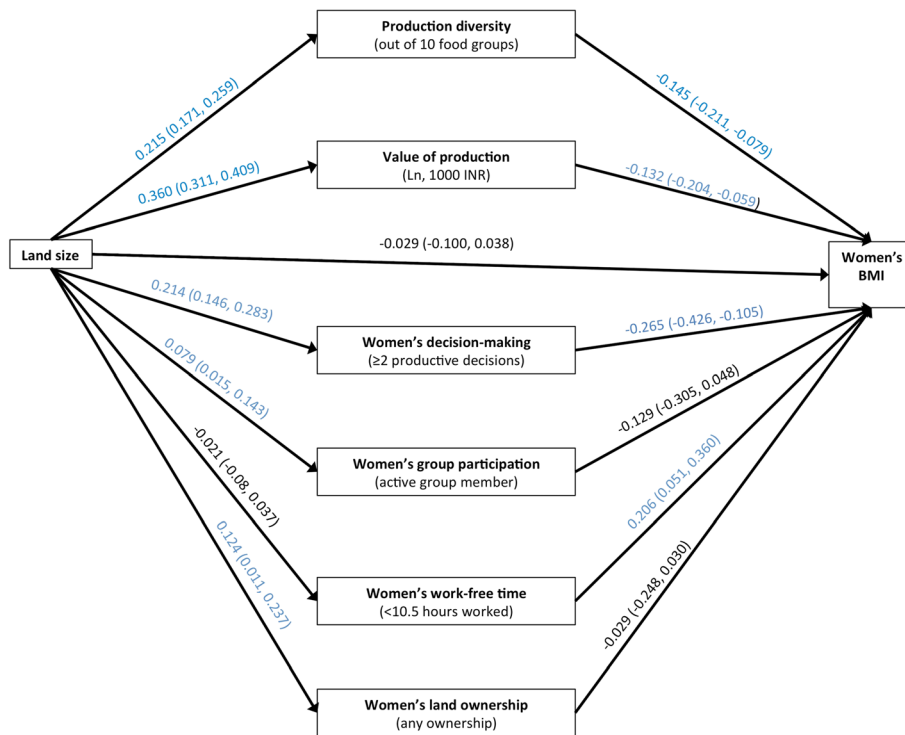 Production diversity
(out of 10 food groups)
0.215 (0.171, 0.259)
-0.145 (-0.211, -0.079)
Value of production
(Ln, 1000 INR)
0.360 (0.311, 0.409)
-0.132 (-0.204, -0.059)
Land size
-0.029 (-0.100, 0.038)
Women's
BMI
0.214 (0.146, 0.283)
Women's decision-making
(≥2 productive decisions)
-0.265 (-0.426, -0.105)
0.079 (0.015, 0.143)
Women's group participation
(active group member)
-0.129 (-0.305, 0.048)
-0.021 (-0.08, 0.037)
Women's work-free time
(<10.5 hours worked)
0.206 (0.051, 0.360)
0.124 (0.011, 0.237)
Women's land ownership
(any ownership)
-0.029 (-0.248, 0.030)